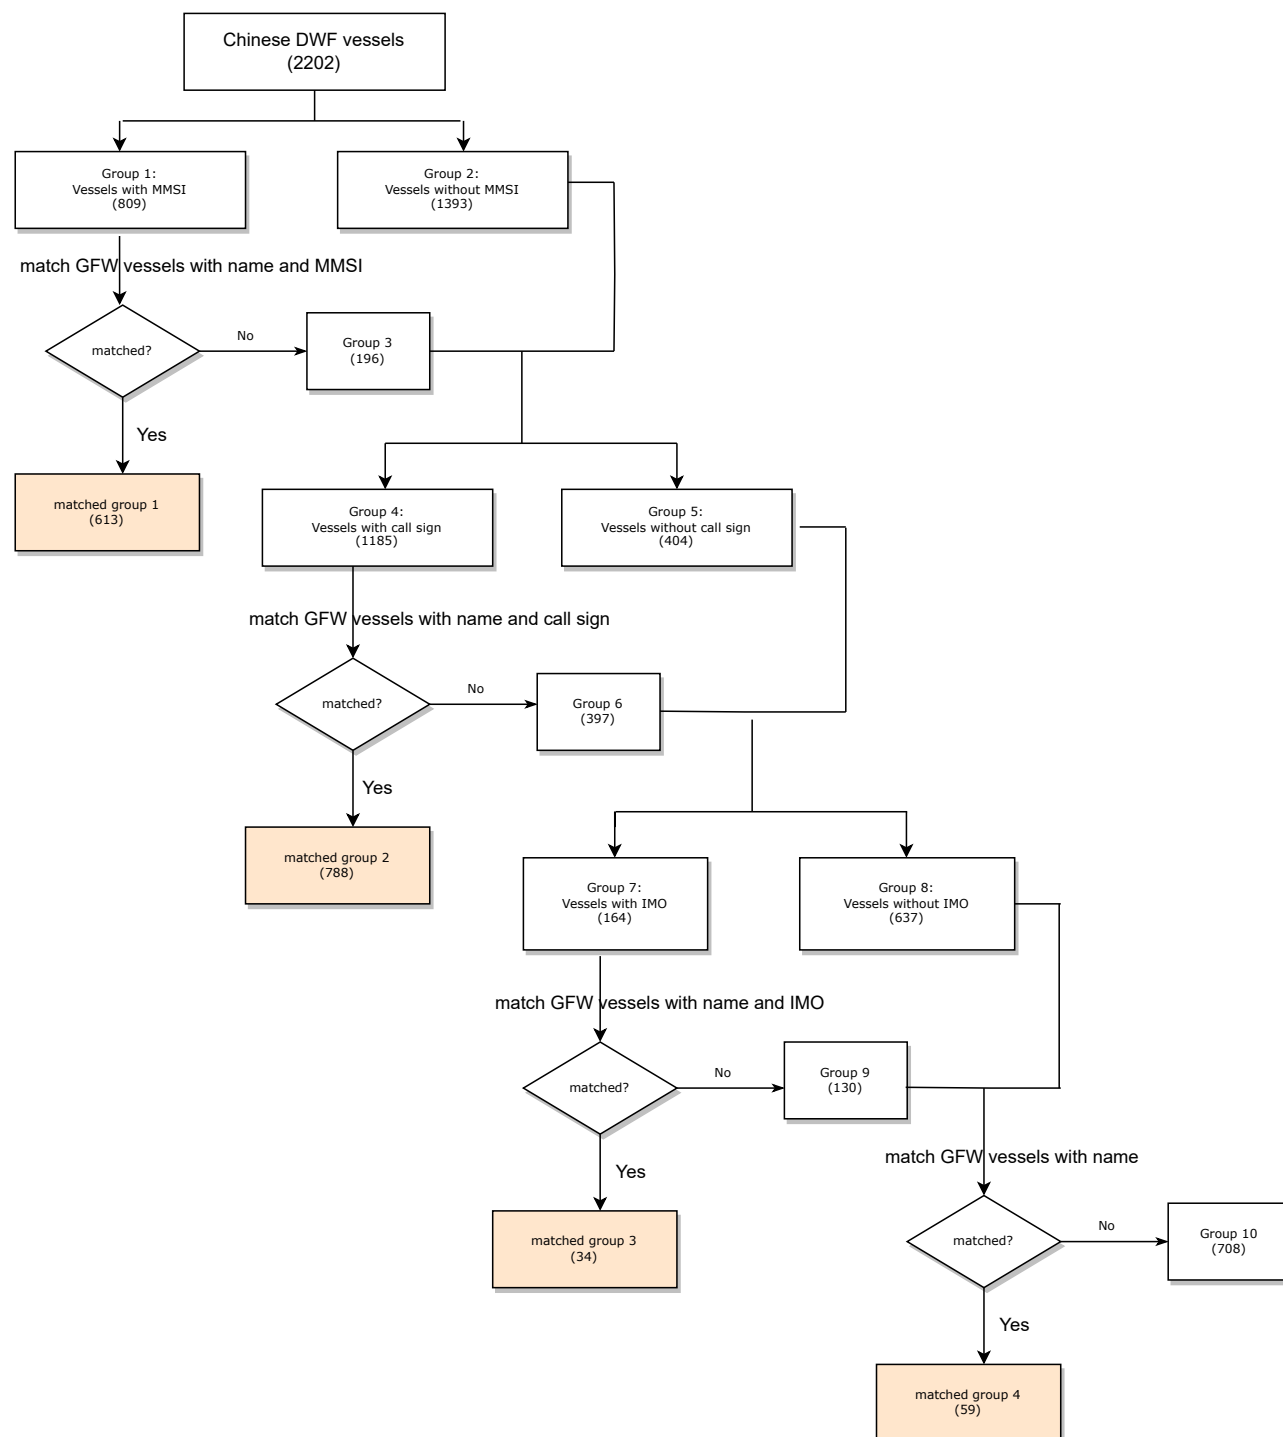 Chinese DWF vessels
(2202)
Group 1:
Vessels with MMSI
(809)
Group 2:
Vessels without MMSI
(1393)
match GFW vessels with name and MMSI
matched?
No
Group 3
(196)
Yes
matched group 1
(613)
Group 4:
Vessels with call sign
(1185)
Group 5:
Vessels without call sign
(404)
match GFW vessels with name and call sign
matched?
No
Group 6
(397)
Yes
matched group 2
(788)
Group 7:
Vessels with IMO
(164)
Group 8:
Vessels without IMO
(637)
match GFW vessels with name and IMO
matched?
No
Group 9
(130)
Yes
matched group 3
(34)
match GFW vessels with name
matched?
No
Group 10
(708)
Yes
matched group 4
(59)